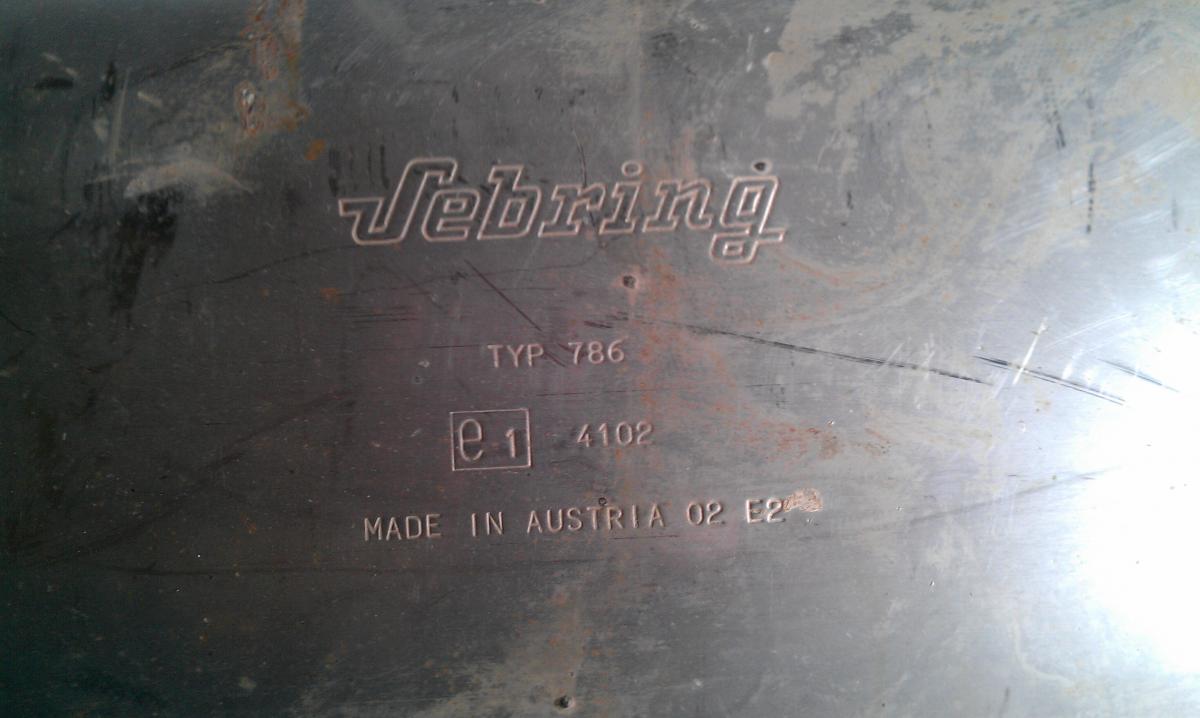 Sebring
TYP 786
e1 4102
MADE IN AUSTRIA 02 E2